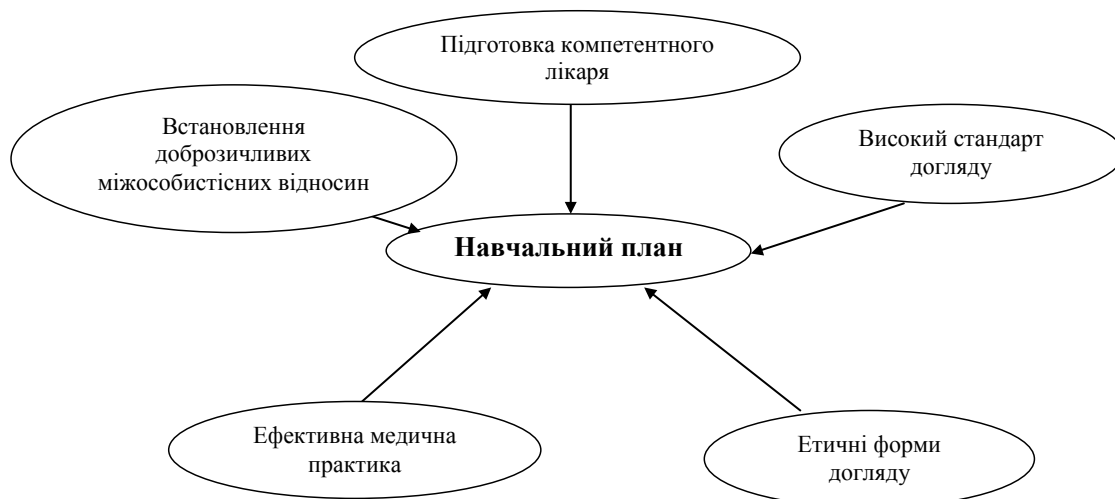 Підготовка компетентного
лікаря
Встановлення
доброзичливих
міжособистісних відносин
Високий стандарт
догляду
Навчальний план
Ефективна медична
практика
Етичні форми
догляду